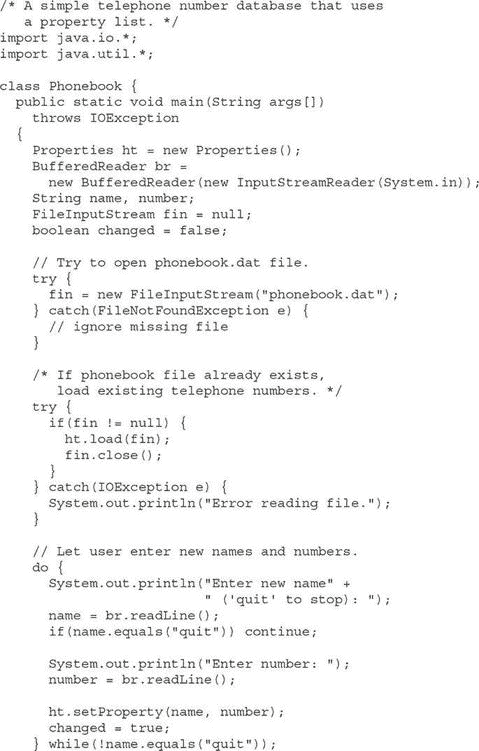 /* A simple telephone number database that uses
   a property list. */
import java.io.*;
import java.util.*;

class Phonebook {
  public static void main(String args[])
    throws IOException
  {
    Properties ht = new Properties();
    BufferedReader br =
      new BufferedReader(new InputStreamReader(System.in));
    String name, number;
    FileInputStream fin = null;
    boolean changed = false;

    // Try to open phonebook.dat file.
    try {
      fin = new FileInputStream("phonebook.dat");
    } catch(FileNotFoundException e) {
      // ignore missing file
    }

    /* If phonebook file already exists,
       load existing telephone numbers. */
    try {
      if(fin != null) {
        ht.load(fin);
        fin.close();
      }
    } catch(IOException e) {
      System.out.println("Error reading file.");
    }

    // Let user enter new names and numbers.
    do {
      System.out.println("Enter new name" +
                         " ('quit' to stop): ");
      name = br.readLine();
      if(name.equals("quit")) continue;

      System.out.println("Enter number: ");
      number = br.readLine();

      ht.setProperty(name, number);
      changed = true;
    } while(!name.equals("quit"));